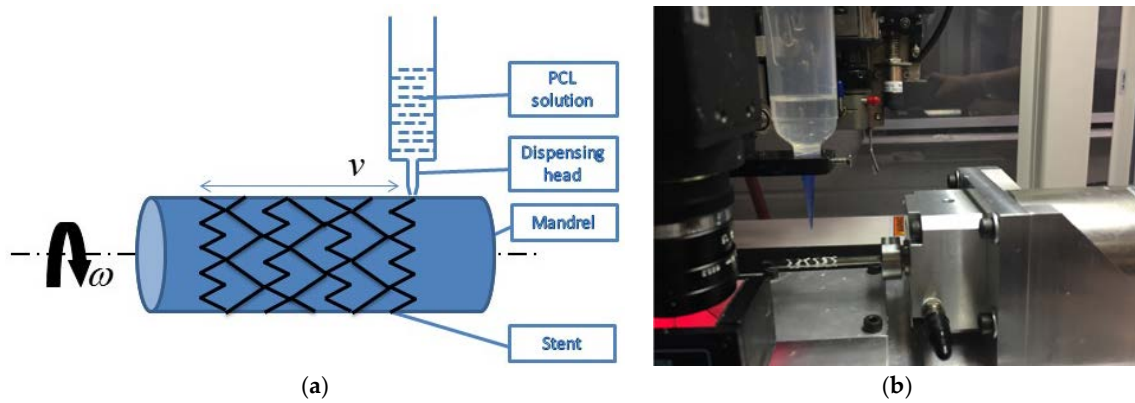 PCL
solution
Dispensing
head
v
Mandrel
ω
Stent
(a)
(b)